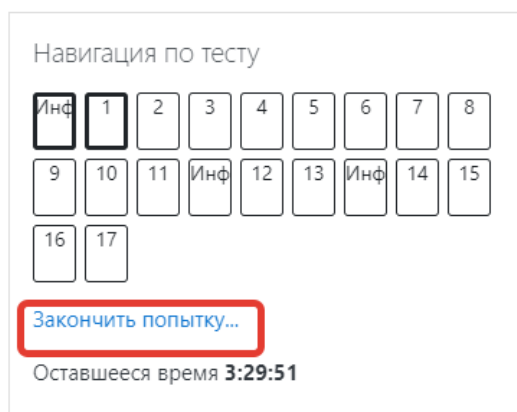 Навигация по тесту
Инф 1 2 3 4 5 6 7 8
9 10 11 Инф 12 13 Инф 14 15
16 17
Закончить попытку...
Оставшееся время 3:29:51